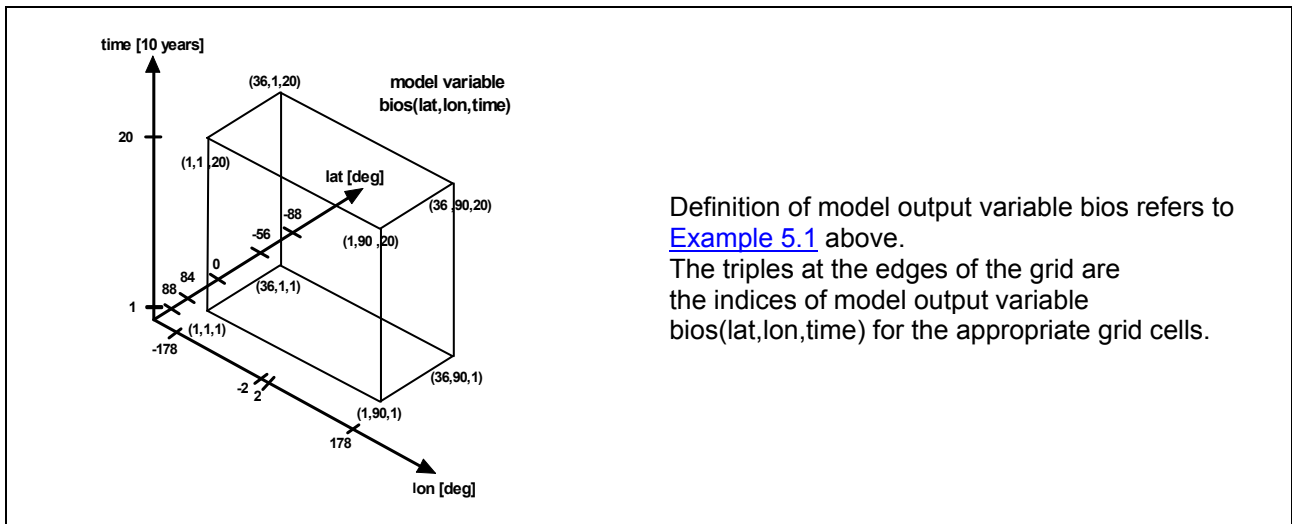 time [10 years]
(36,1,20)
model variable
bios(lat,lon,time)
20
(1,1 ,20)
lat [deg]
-88
(36 ,90,20)
-56
(1,90 ,20)
0
84
88
(36,1,1)
1
(1,1,1)
-178
-2
2
(36,90,1)
(1,90,1)
178
lon [deg]
Definition of model output variable bios refers to
Example 5.1 above.
The triples at the edges of the grid are
the indices of model output variable
bios(lat,lon,time) for the appropriate grid cells.